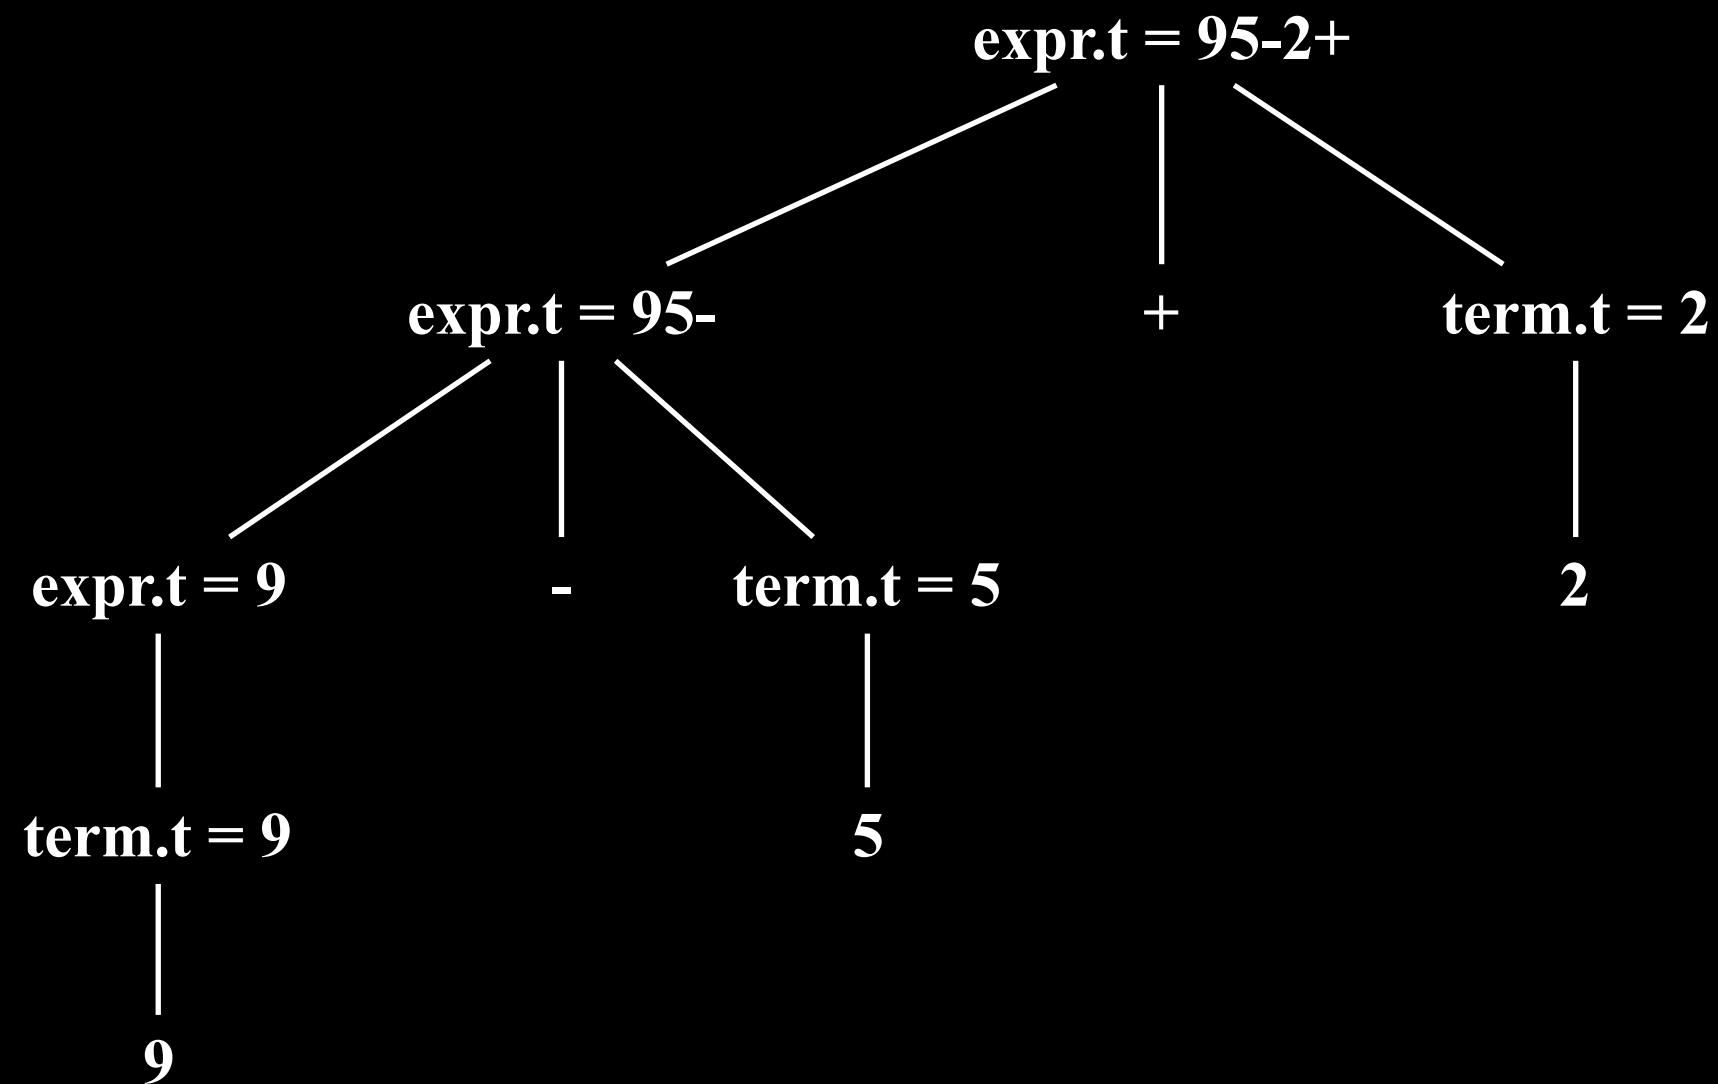 expr.t = 95-2+
expr.t = 95-
+
term.t = 2
expr.t = 9
-
term.t = 5
2
term.t = 9
5
9